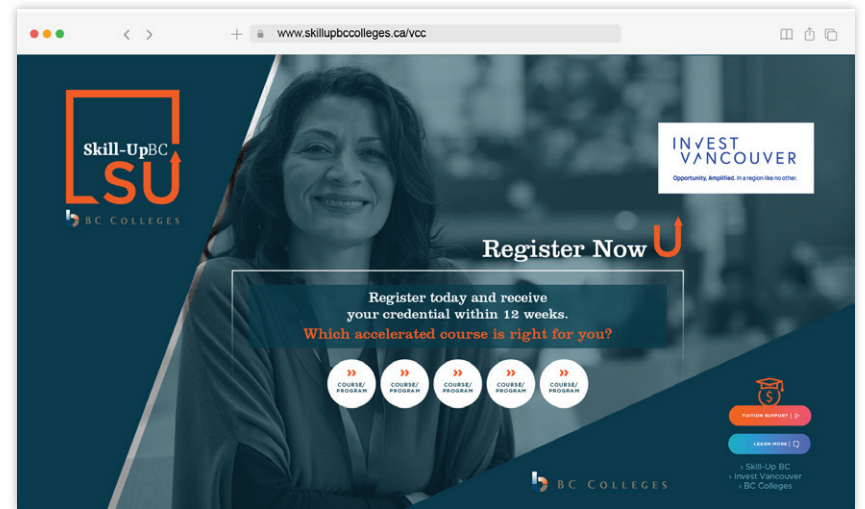 www.skillupbccolleges.ca/vcc
Skill-UpBC
SU
BC COLLEGES
INVEST
VANCOUVER
Opportunity, Amplified. In a region like no other.
Register Now U
Register today and receive
your credential within 12 weeks.
Which accelerated course is right for you?
COURSE/
PROGRAM
COURSE/
PROGRAM
COURSE/
PROGRAM
COURSE/
PROGRAM
COURSE/
PROGRAM
$
TUITION SUPPORT
LEARN MORE
› Skill-Up BC
› Invest Vancouver
› BC Colleges
BC COLLEGES